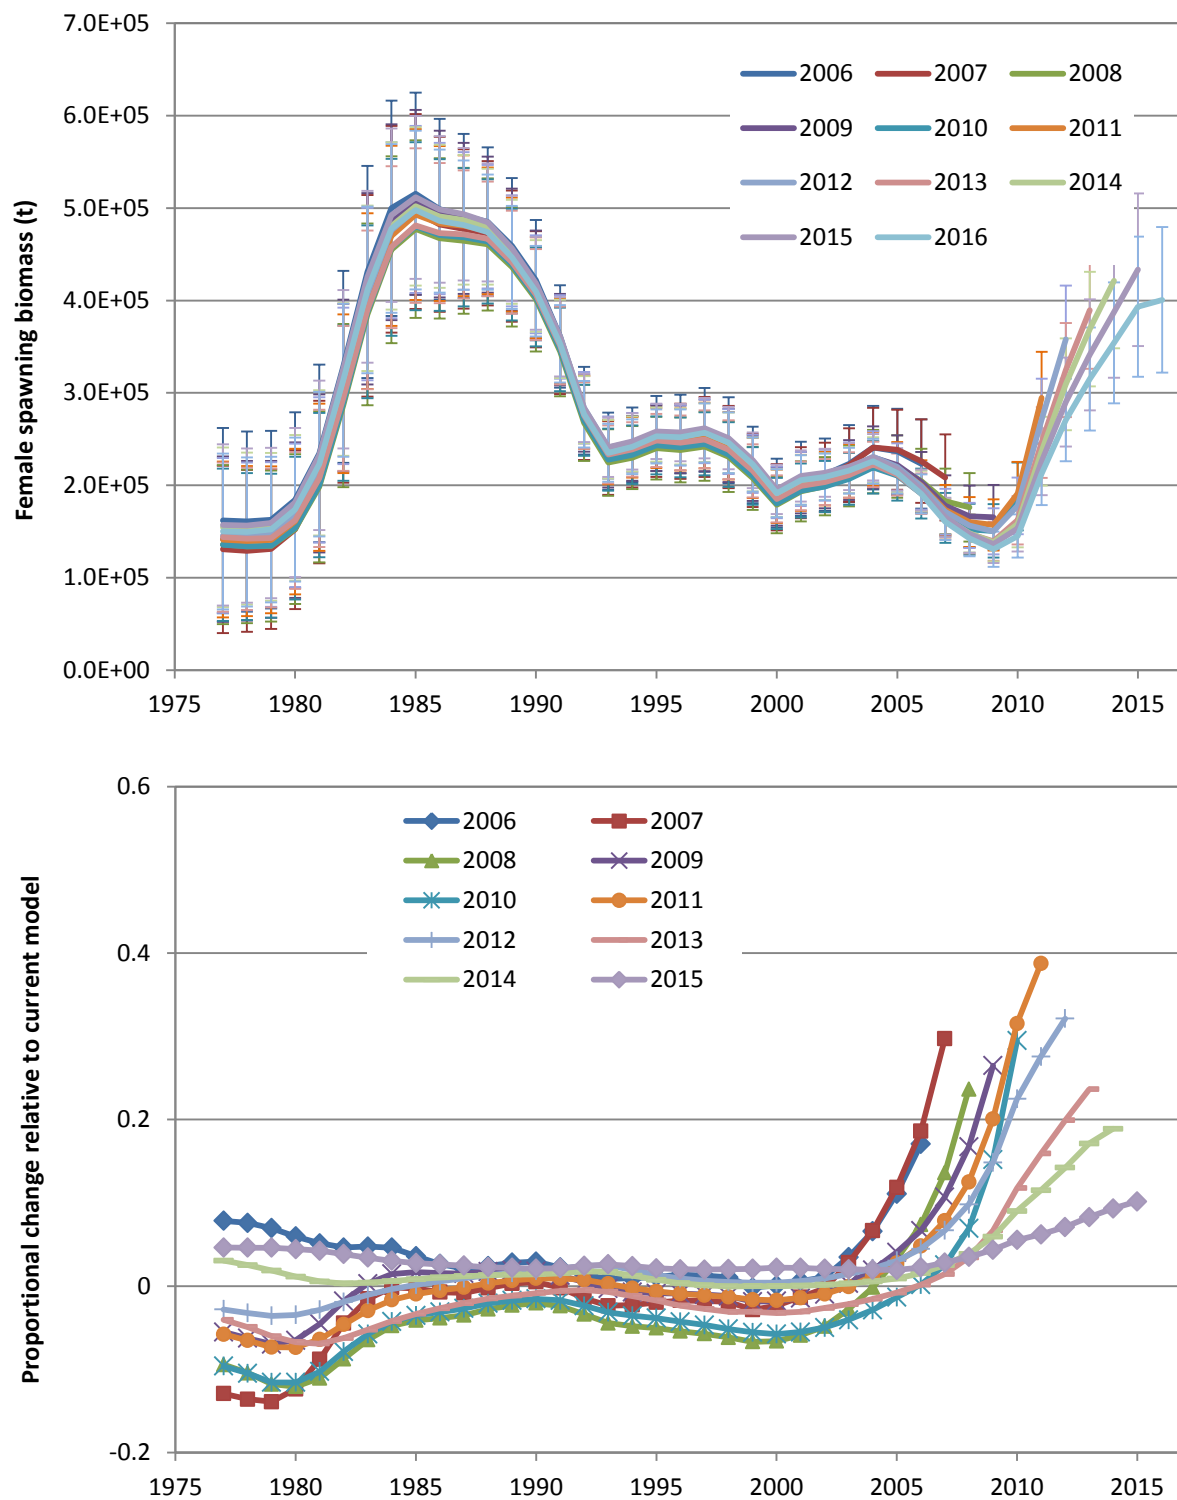 Female spawning biomass (t)
7.0E+05
6.0E+05
5.0E+05
4.0E+05
3.0E+05
2.0E+05
1.0E+05
0.0E+00
2006 2007 2008
2009 2010 2011
2012 2013 2014
2015 2016
1975 1980 1985 1990 1995 2000 2005 2010 2015
Proportional change relative to current model
0.6
0.4
0.2
0
-0.2
2006 2007
2008 2009
2010 2011
2012 2013
2014 2015
1975 1980 1985 1990 1995 2000 2005 2010 2015